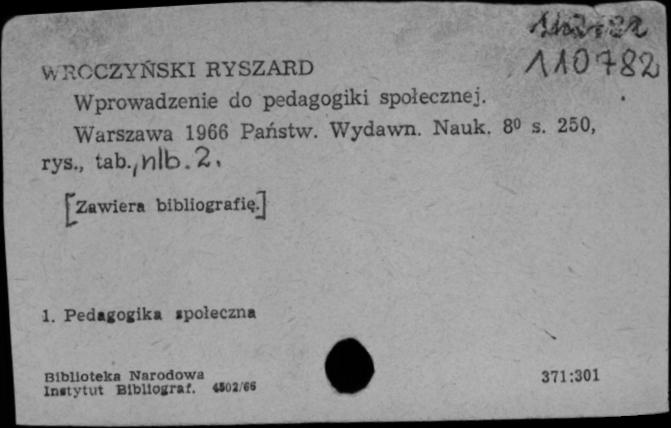 110782
WROCZYŃSKI RYSZARD
Wprowadzenie do pedagogiki społecznej.
Warszawa 1966 Państw. Wydawn. Nauk. 8º s. 250,
rys., tab., nlb. 2.
[Zawiera bibliografię.]
1. Pedagogika społeczna
Biblioteka Narodowa
Instytut Bibliograf. 4502/66
371:301